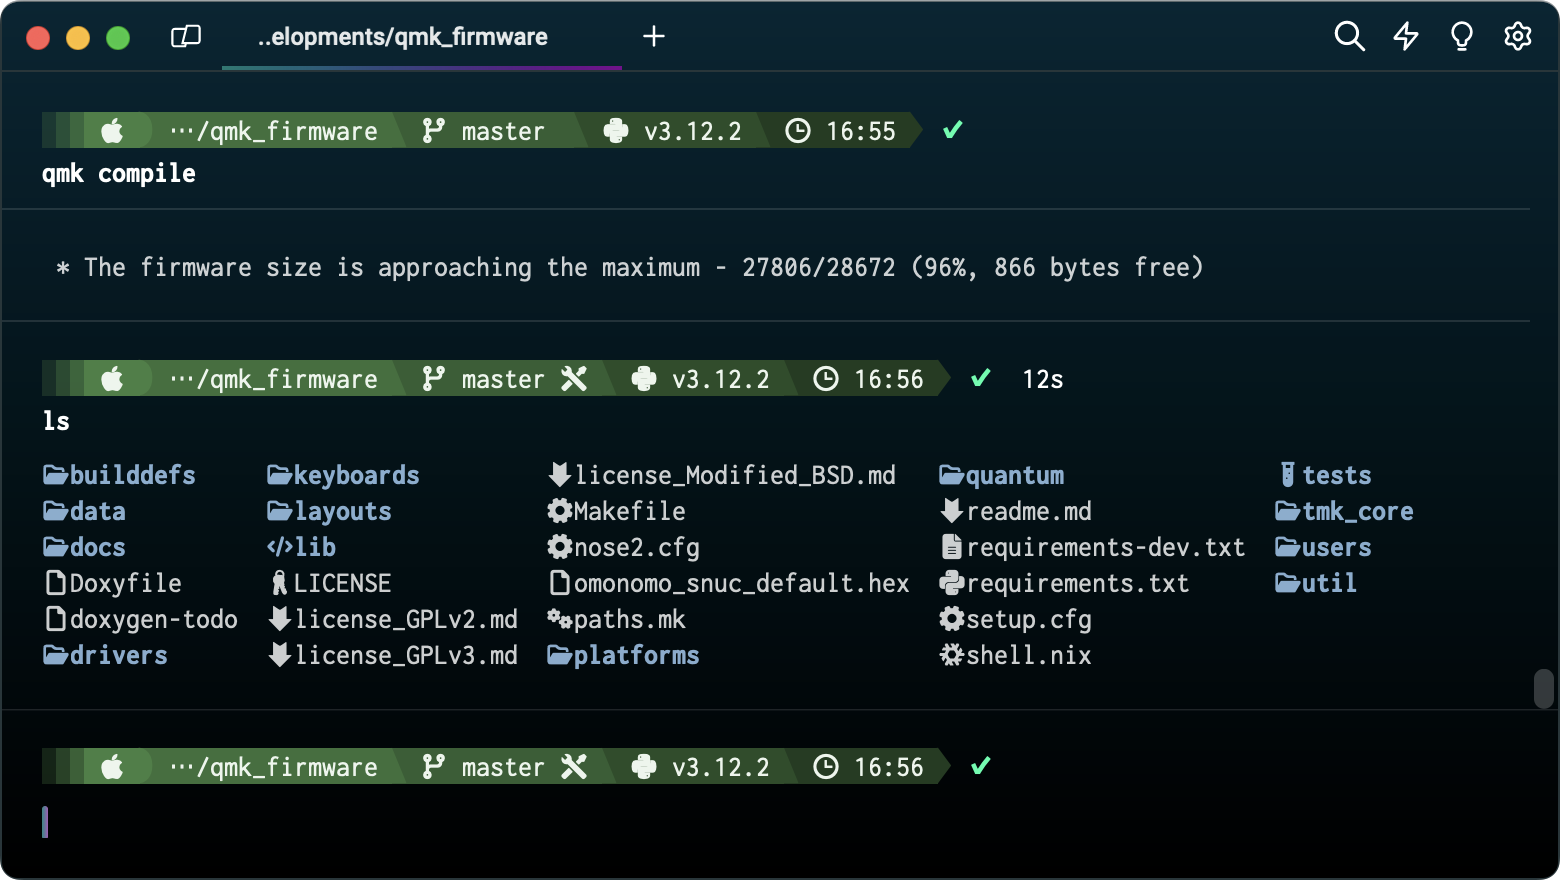 ..elopments/qmk_firmware
…/qmk_firmware master v3.12.2 16:55 ✓
qmk compile
* The firmware size is approaching the maximum - 27806/28672 (96%, 866 bytes free)
…/qmk_firmware master v3.12.2 16:56 ✓ 12s
ls
builddefs keyboards license_Modified_BSD.md quantum tests
data layouts Makefile readme.md tmk_core
docs lib nose2.cfg requirements-dev.txt users
Doxyfile LICENSE omonomo_snuc_default.hex requirements.txt util
doxygen-todo license_GPLv2.md paths.mk setup.cfg
drivers license_GPLv3.md platforms shell.nix
…/qmk_firmware master v3.12.2 16:56 ✓